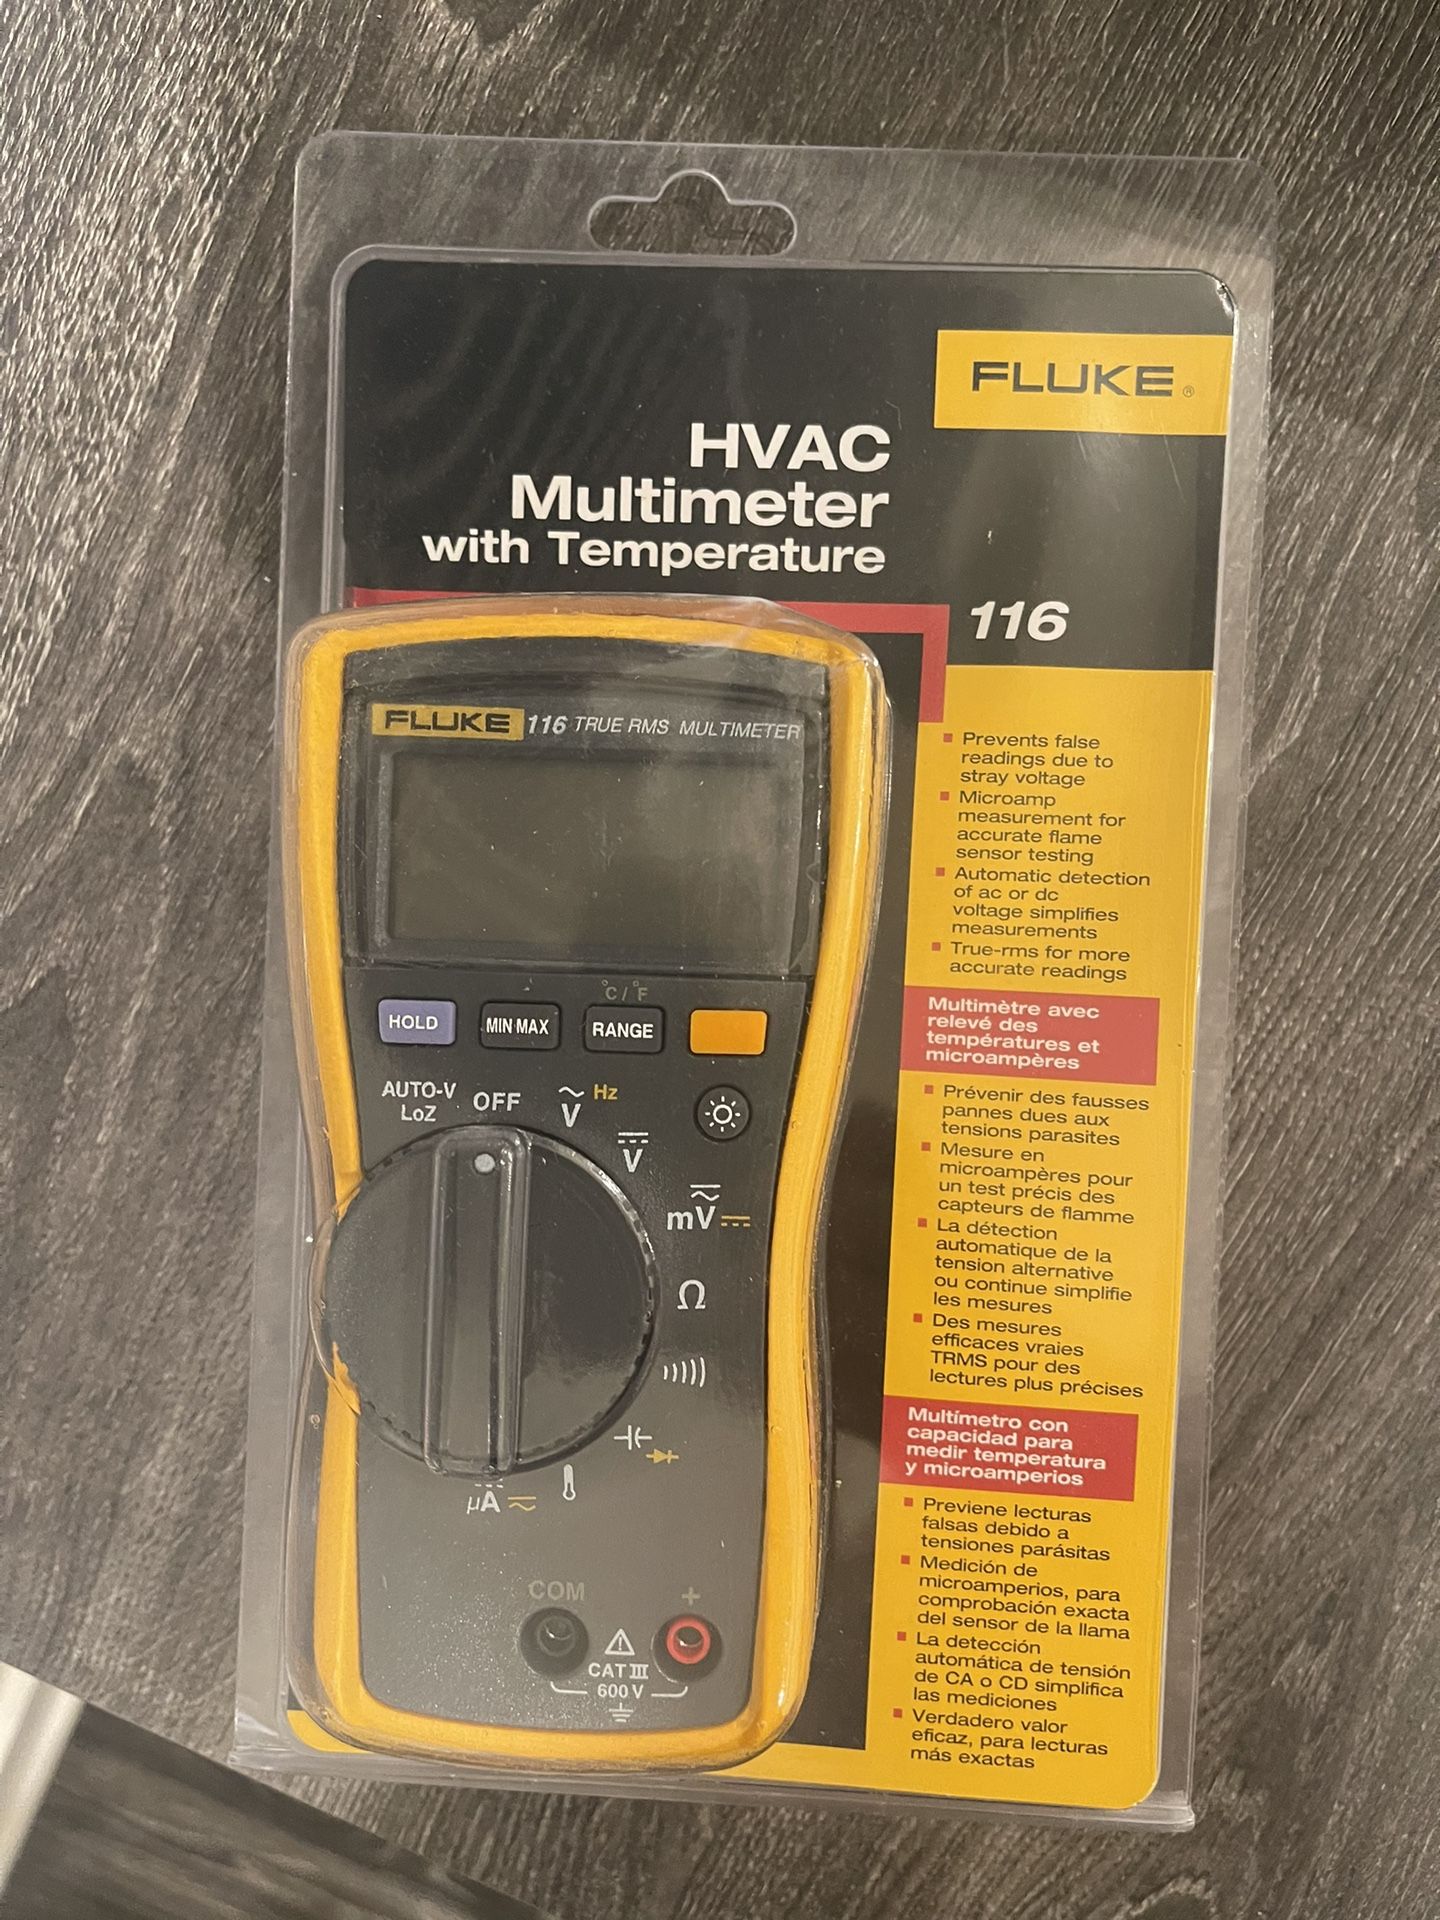 FLUKE®
HVAC
Multimeter
with Temperature
116
FLUKE 116 TRUE RMS MULTIMETER
°C / °F
HOLD
MIN MAX
RANGE
AUTO-V
LoZ
OFF
V
Hz
V
mV
Ω
µA
COM
+
CAT III
600 V
Prevents false
readings due to
stray voltage
Microamp
measurement for
accurate flame
sensor testing
Automatic detection
of ac or dc
voltage simplifies
measurements
True-rms for more
accurate readings
Multimètre avec
relevé des
températures et
microampères
Prévenir des fausses
pannes dues aux
tensions parasites
Mesure en
microampères pour
un test précis des
capteurs de flamme
La détection
automatique de la
tension alternative
ou continue simplifie
les mesures
Des mesures
efficaces vraies
TRMS pour des
lectures plus précises
Multímetro con
capacidad para
medir temperatura
y microamperios
Previene lecturas
falsas debido a
tensiones parásitas
Medición de
microamperios, para
comprobación exacta
del sensor de la llama
La detección
automática de tensión
de CA o CD simplifica
las mediciones
Verdadero valor
eficaz, para lecturas
más exactas